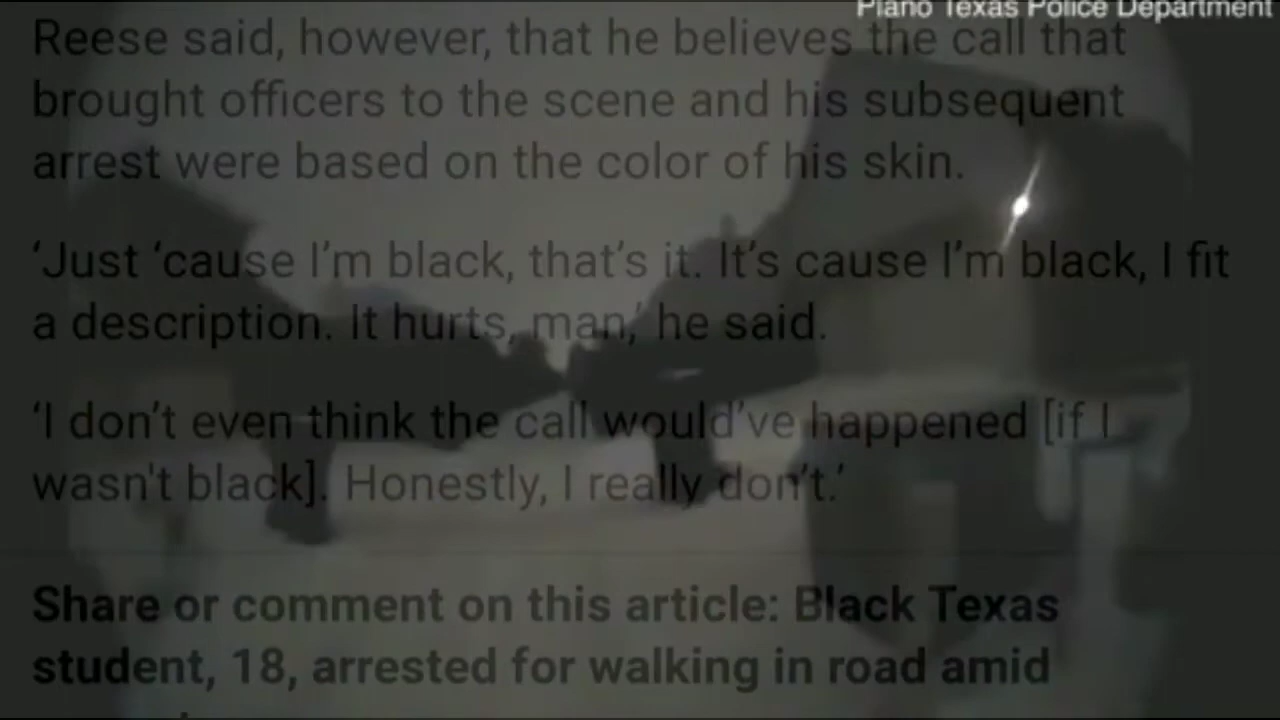 Plano Texas Police Department
Reese said, however, that he believes the call that
brought officers to the scene and his subsequent
arrest were based on the color of his skin.
‘Just ‘cause I’m black, that’s it. It’s cause I’m black, I fit
a description. It hurts, man,’ he said.
‘I don’t even think the call would’ve happened [if I
wasn't black]. Honestly, I really don’t.’
Share or comment on this article: Black Texas
student, 18, arrested for walking in road amid